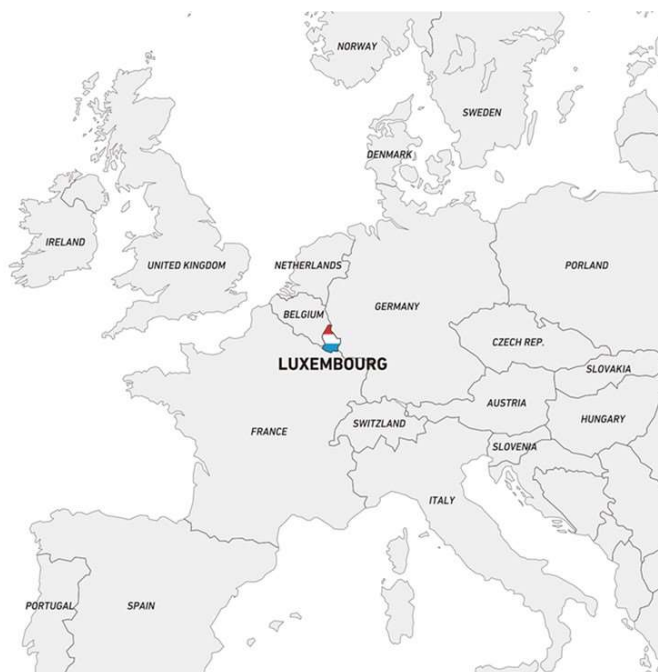 NORWAY
SWEDEN
DENMARK
IRELAND
UNITED KINGDOM
NETHERLANDS
PORLAND
GERMANY
BELGIUM
CZECH REP.
LUXEMBOURG
SLOVAKIA
AUSTRIA
HUNGARY
SWITZLAND
FRANCE
SLOVENIA
ITALY
PORTUGAL
SPAIN